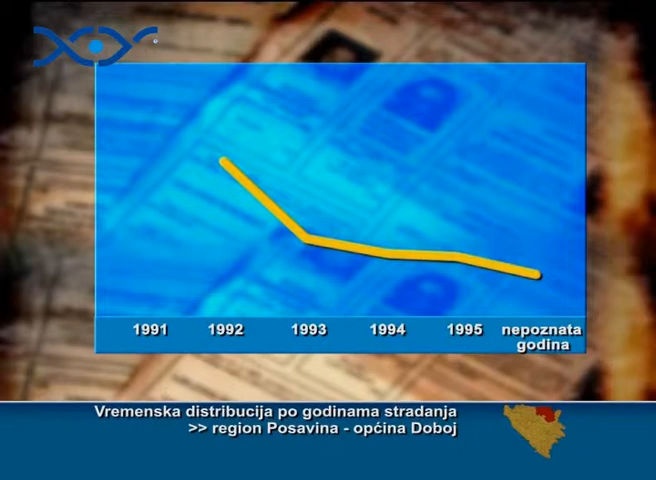 1991 1992 1993 1994 1995 nepoznata
godina
Vremenska distribucija po godinama stradanja
>> region Posavina - općina Doboj